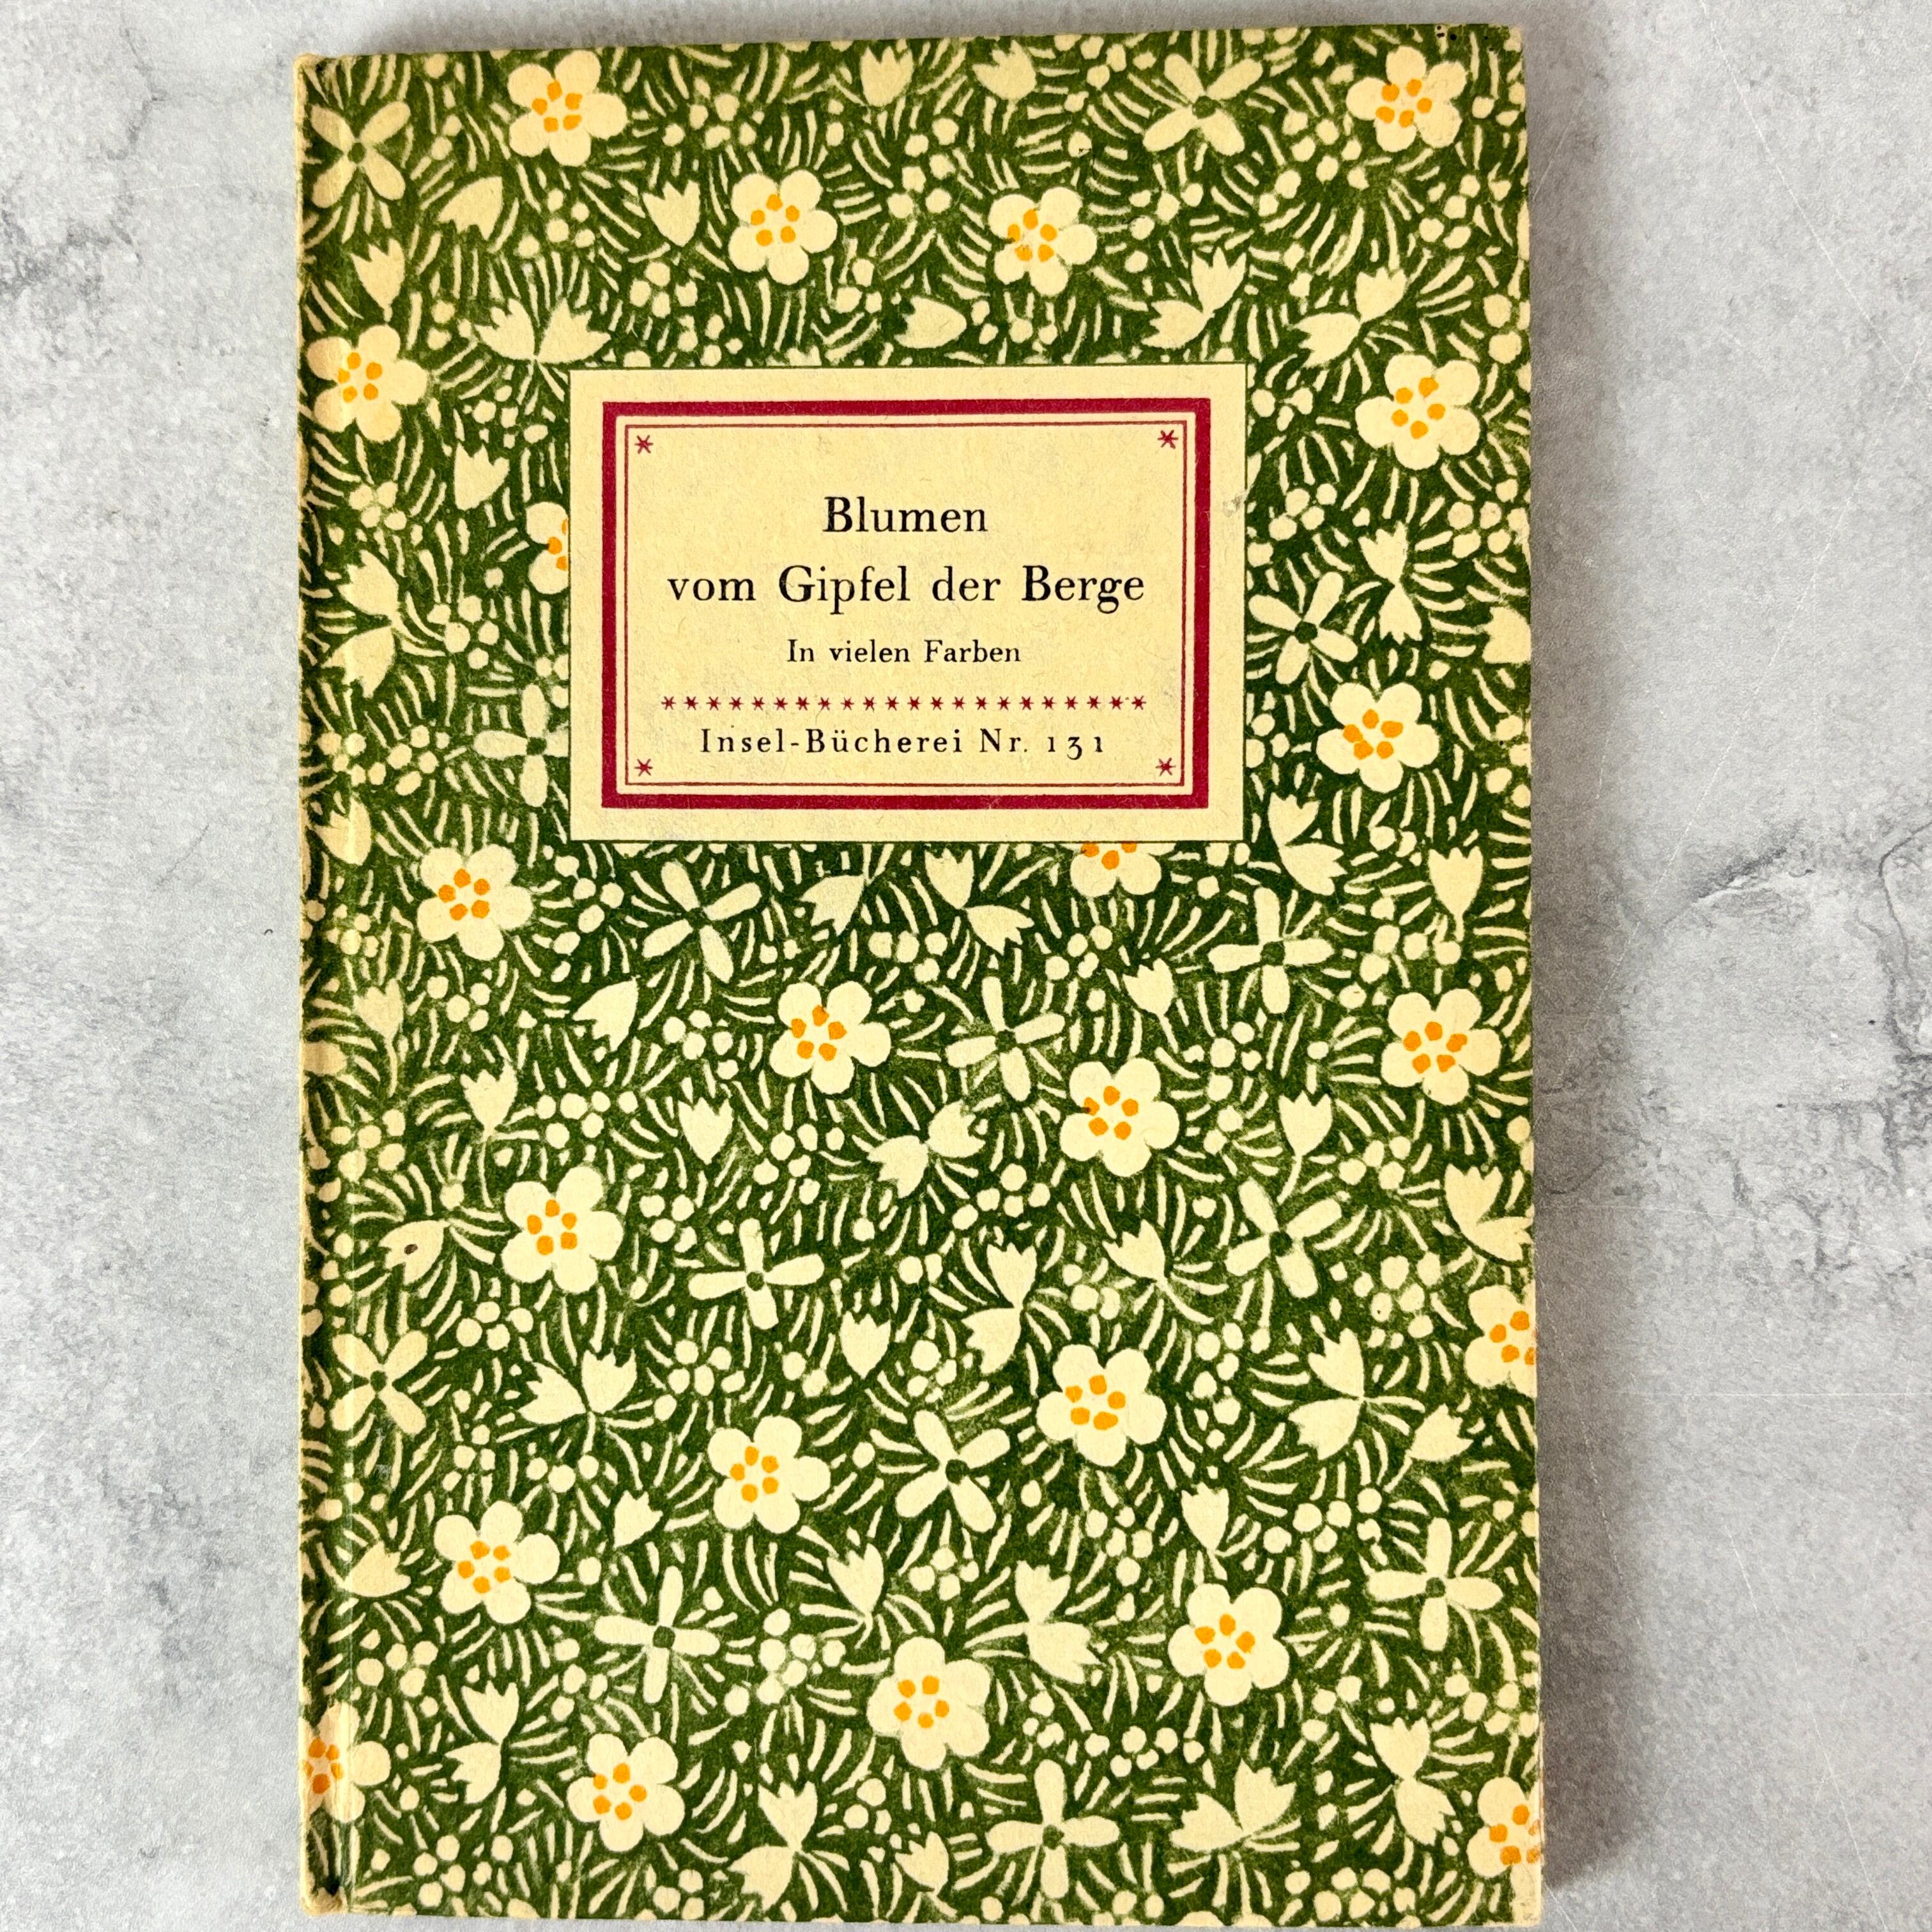 Blumen
vom Gipfel der Berge
In vielen Farben
Insel-Bücherei Nr. 131